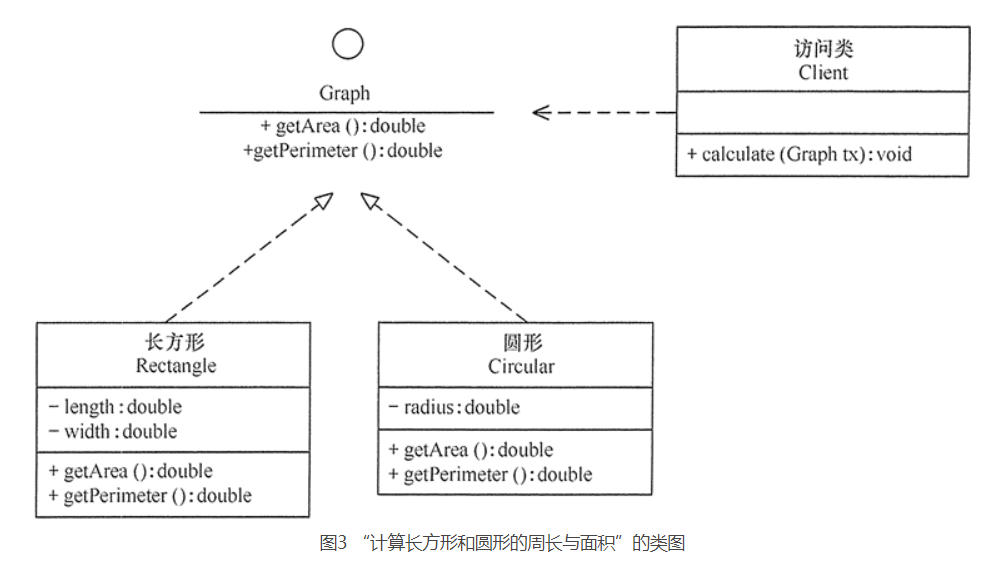 Graph
+ getArea ():double
+getPerimeter ():double
访问类
Client
+ calculate (Graph tx):void
长方形
Rectangle
- length:double
- width:double
+ getArea ():double
+ getPerimeter ():double
圆形
Circular
- radius:double
+ getArea ():double
+ getPerimeter ():double
图3 “计算长方形和圆形的周长与面积”的类图